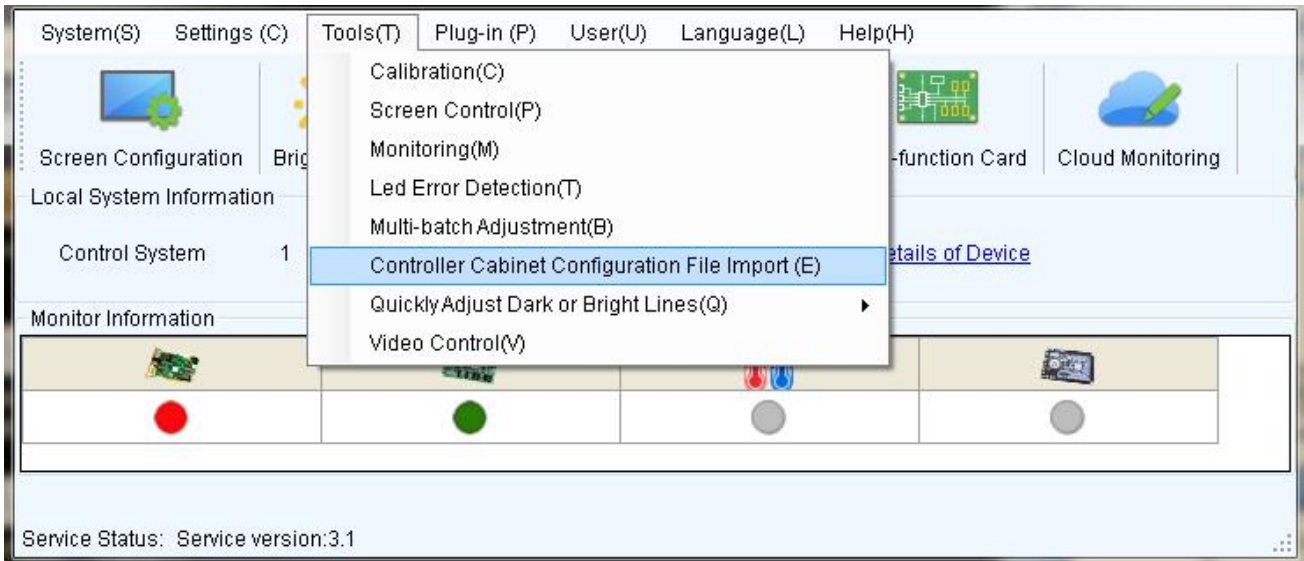 System(S) Settings (C) Tools(T) Plug-in (P) User(U) Language(L) Help(H)
Calibration(C)
Screen Control(P)
Monitoring(M)
Led Error Detection(T)
Multi-batch Adjustment(B)
Controller Cabinet Configuration File Import (E)
Quickly Adjust Dark or Bright Lines(Q)
Video Control(V)
Screen Configuration Brig -function Card Cloud Monitoring
Local System Information
Control System 1 etails of Device
Monitor Information
Service Status: Service version:3.1